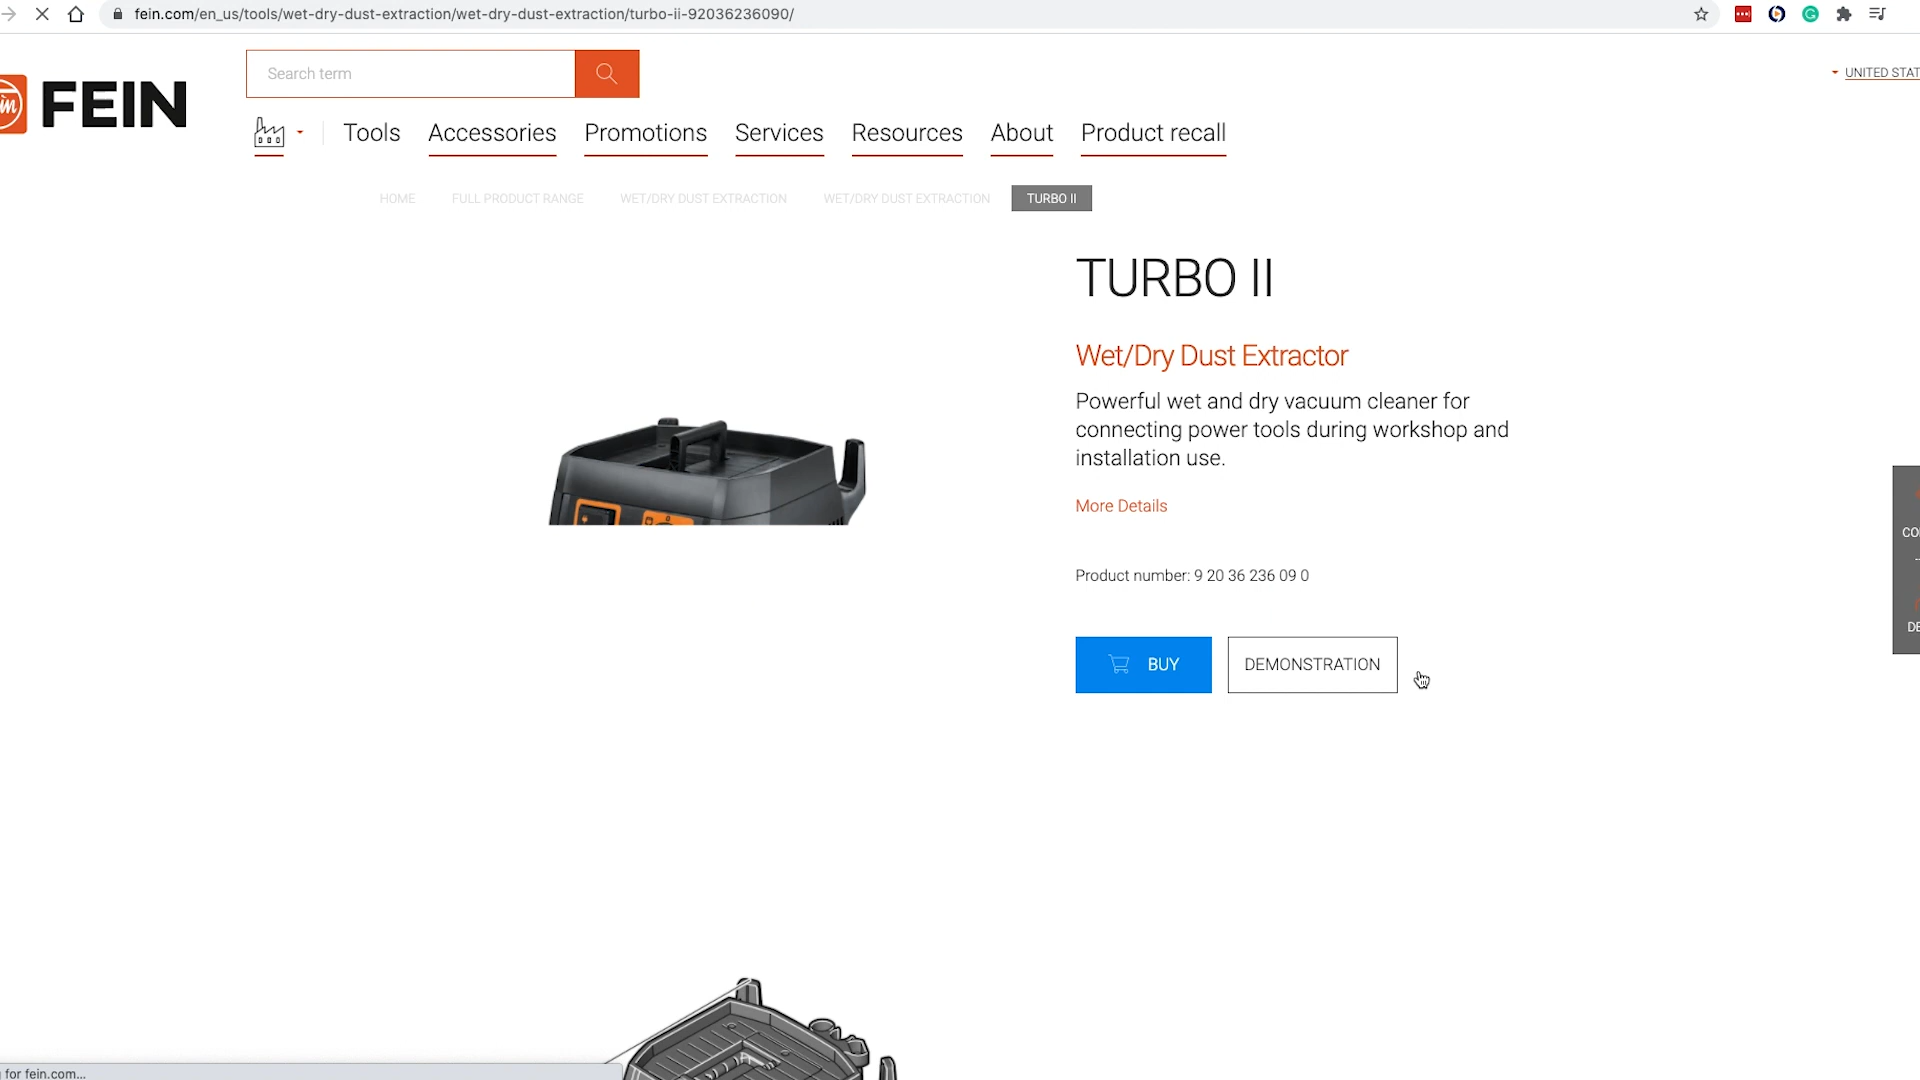 fein.com/en_us/tools/wet-dry-dust-extraction/wet-dry-dust-extraction/turbo-ii-92036236090/
Search term
UNITED STAT
FEIN
Tools Accessories Promotions Services Resources About Product recall
HOME FULL PRODUCT RANGE WET/DRY DUST EXTRACTION WET/DRY DUST EXTRACTION TURBO II
TURBO II
Wet/Dry Dust Extractor
Powerful wet and dry vacuum cleaner for
connecting power tools during workshop and
installation use.
More Details
CO
Product number: 9 20 36 236 09 0
DE
BUY DEMONSTRATION
for fein.com...